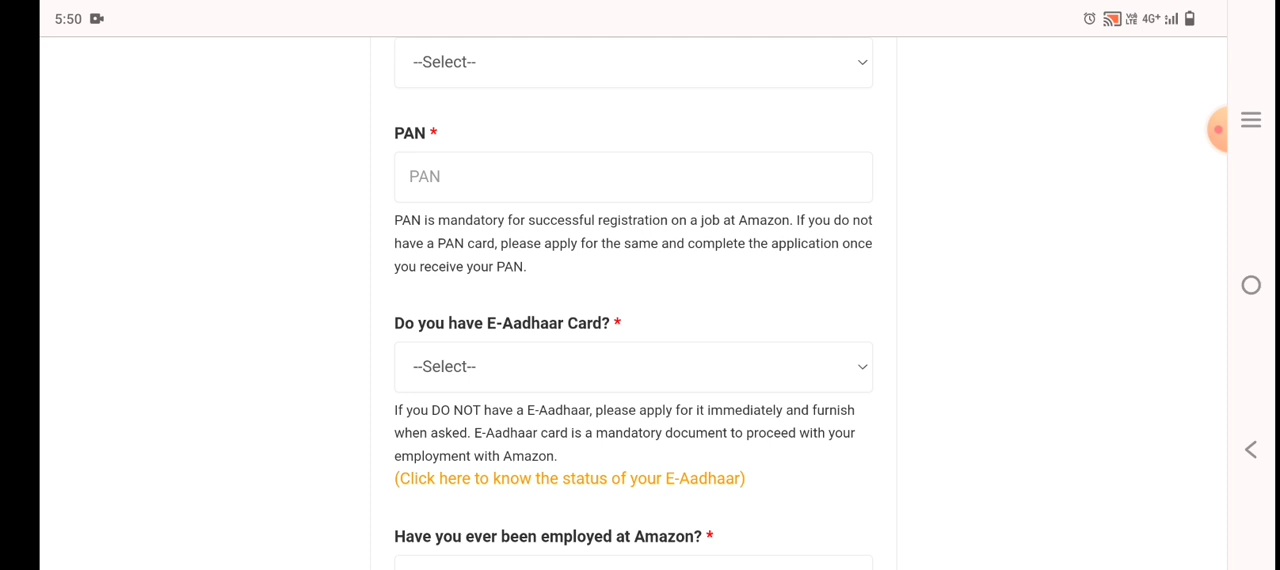 5:50
4G+
--Select--
PAN *
PAN
PAN is mandatory for successful registration on a job at Amazon. If you do not
have a PAN card, please apply for the same and complete the application once
you receive your PAN.
Do you have E-Aadhaar Card? *
--Select--
If you DO NOT have a E-Aadhaar, please apply for it immediately and furnish
when asked. E-Aadhaar card is a mandatory document to proceed with your
employment with Amazon.
(Click here to know the status of your E-Aadhaar)
Have you ever been employed at Amazon? *